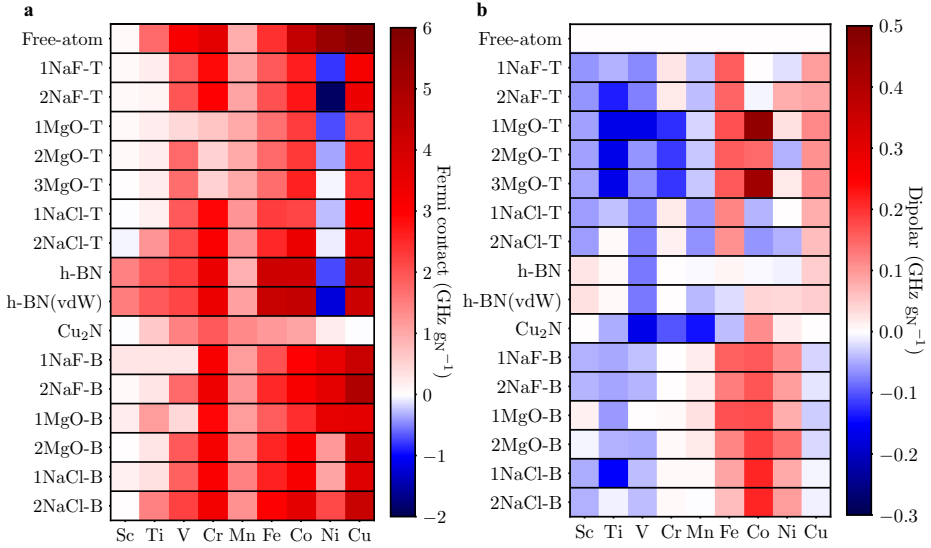 a
Free-atom
1NaF-T
2NaF-T
1MgO-T
2MgO-T
3MgO-T
1NaCl-T
2NaCl-T
h-BN
h-BN(vdW)
Cu₂N
1NaF-B
2NaF-B
1MgO-B
2MgO-B
1NaCl-B
2NaCl-B
Sc Ti V Cr Mn Fe Co Ni Cu
6
5
4
3
2
1
0
−1
−2
Fermi contact (GHz g_N⁻¹)
b
Free-atom
1NaF-T
2NaF-T
1MgO-T
2MgO-T
3MgO-T
1NaCl-T
2NaCl-T
h-BN
h-BN(vdW)
Cu₂N
1NaF-B
2NaF-B
1MgO-B
2MgO-B
1NaCl-B
2NaCl-B
Sc Ti V Cr Mn Fe Co Ni Cu
0.5
0.4
0.3
0.2
0.1
0.0
−0.1
−0.2
−0.3
Dipolar (GHz g_N⁻¹)